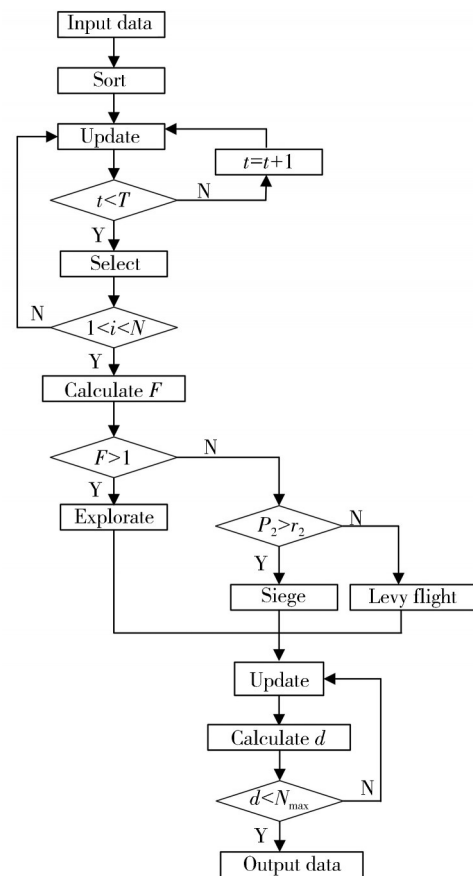 Input data
Sort
Update
t=t+1
t<T
N
Y
Select
1<i<N
N
Y
Calculate F
F>1
N
Y
Explorate
P₂>r₂
N
Y
Siege
Levy flight
Update
Calculate d
d<Nmax
N
Y
Output data